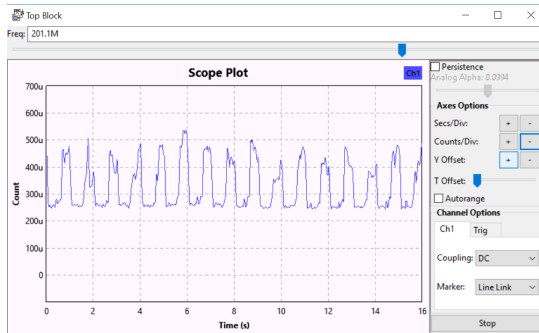 Top Block
Freq: 201.1M
Scope Plot
Ch1
700u
600u
500u
400u
300u
200u
100u
0
Count
0 2 4 6 8 10 12 14 16
Time (s)
Persistence
Analog Alpha: 0.0994
Axes Options
Secs/Div: + -
Counts/Div: + -
Y Offset: + -
T Offset:
Autorange
Channel Options
Ch1 Trig
Coupling: DC
Marker: Line Link
Stop